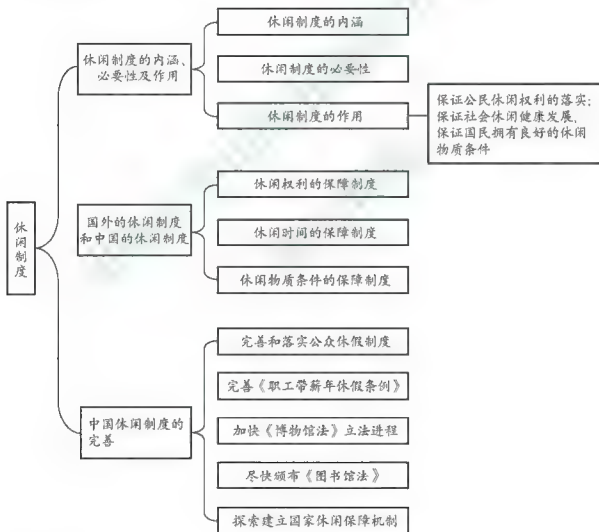 休闲制度
休闲制度的内涵、
必要性及作用
休闲制度的内涵
休闲制度的必要性
休闲制度的作用
保证公民休闲权利的落实;
保证社会休闲健康发展,
保证国民拥有良好的休闲
物质条件
国外的休闲制度
和中国的休闲制度
休闲权利的保障制度
休闲时间的保障制度
休闲物质条件的保障制度
中国休闲制度的
完善
完善和落实公众休假制度
完善《职工带薪年休假条例》
加快《博物馆法》立法进程
尽快颁布《图书馆法》
探索建立国家休闲保障机制